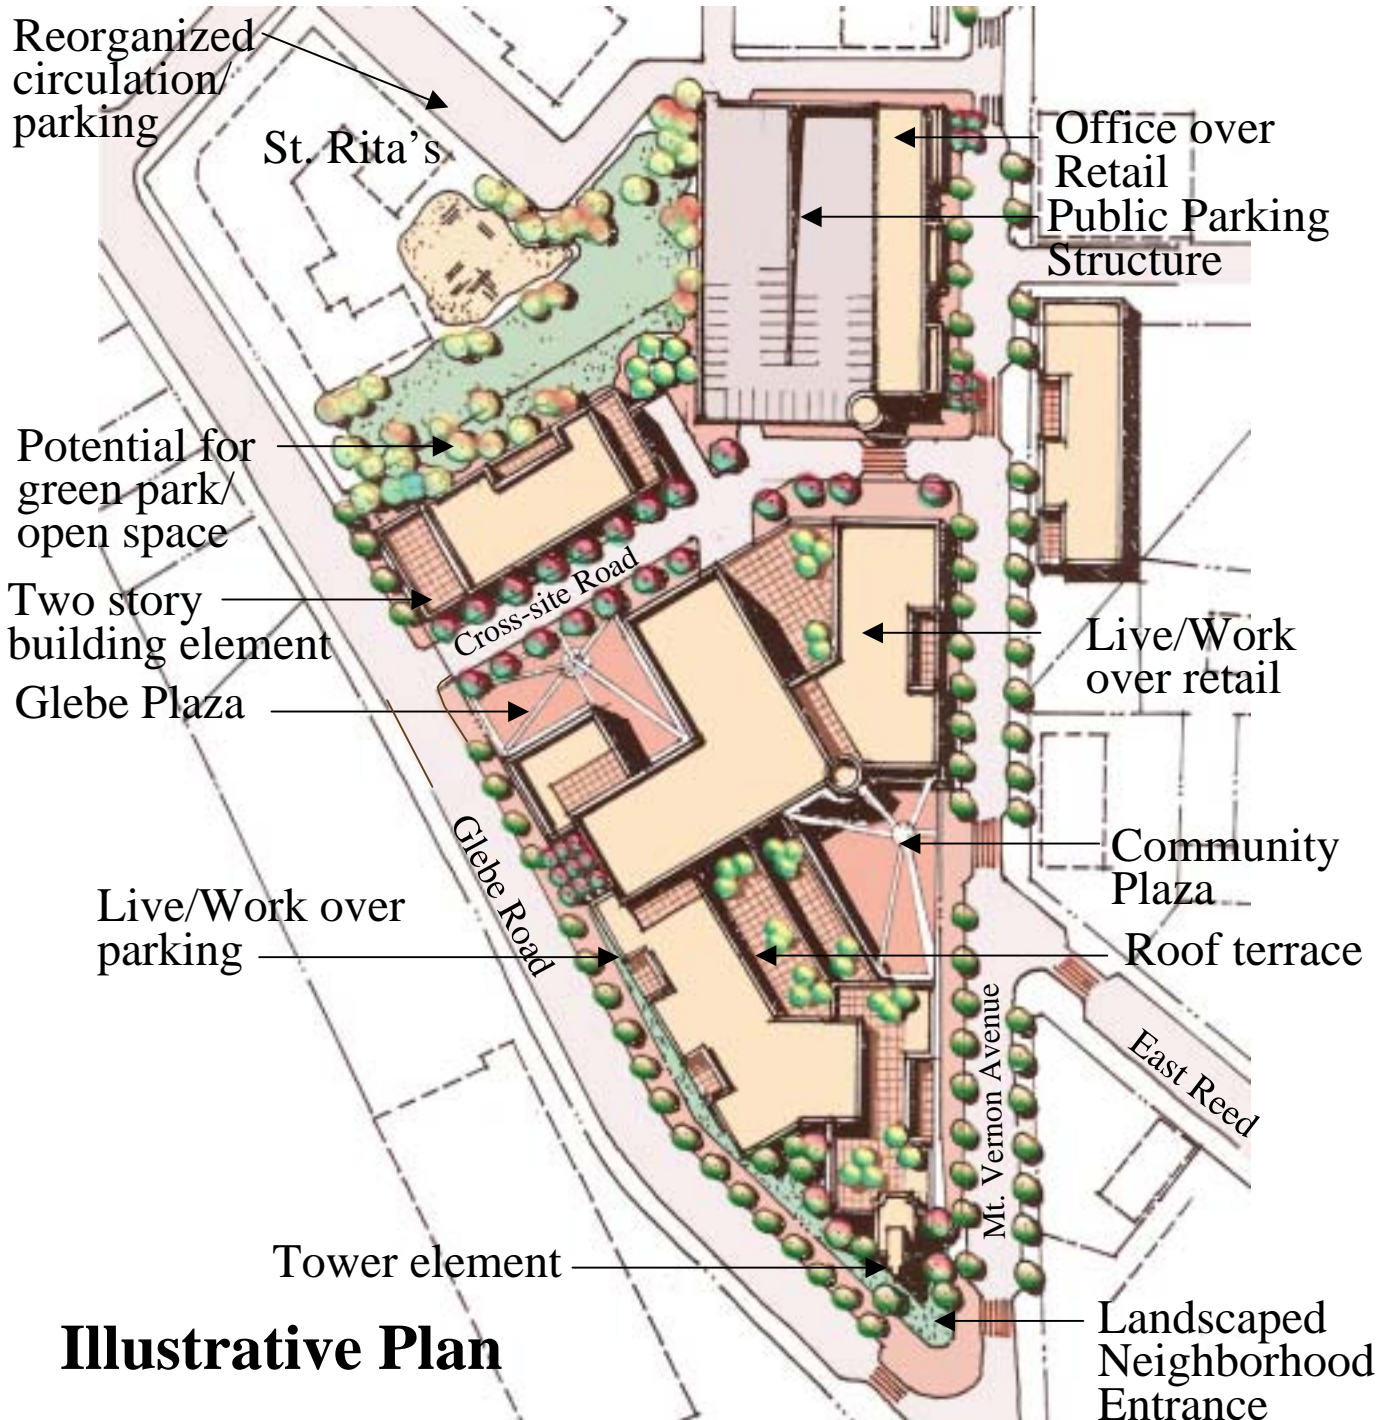 Reorganized
circulation/
parking
St. Rita's
Office over
Retail
Public Parking
Structure
Potential for
green park/
open space
Two story
building element
Cross-site Road
Live/Work
over retail
Glebe Plaza
Glebe Road
Community
Plaza
Live/Work over
parking
Roof terrace
Mt. Vernon Avenue
East Reed
Tower element
Illustrative Plan
Landscaped
Neighborhood
Entrance